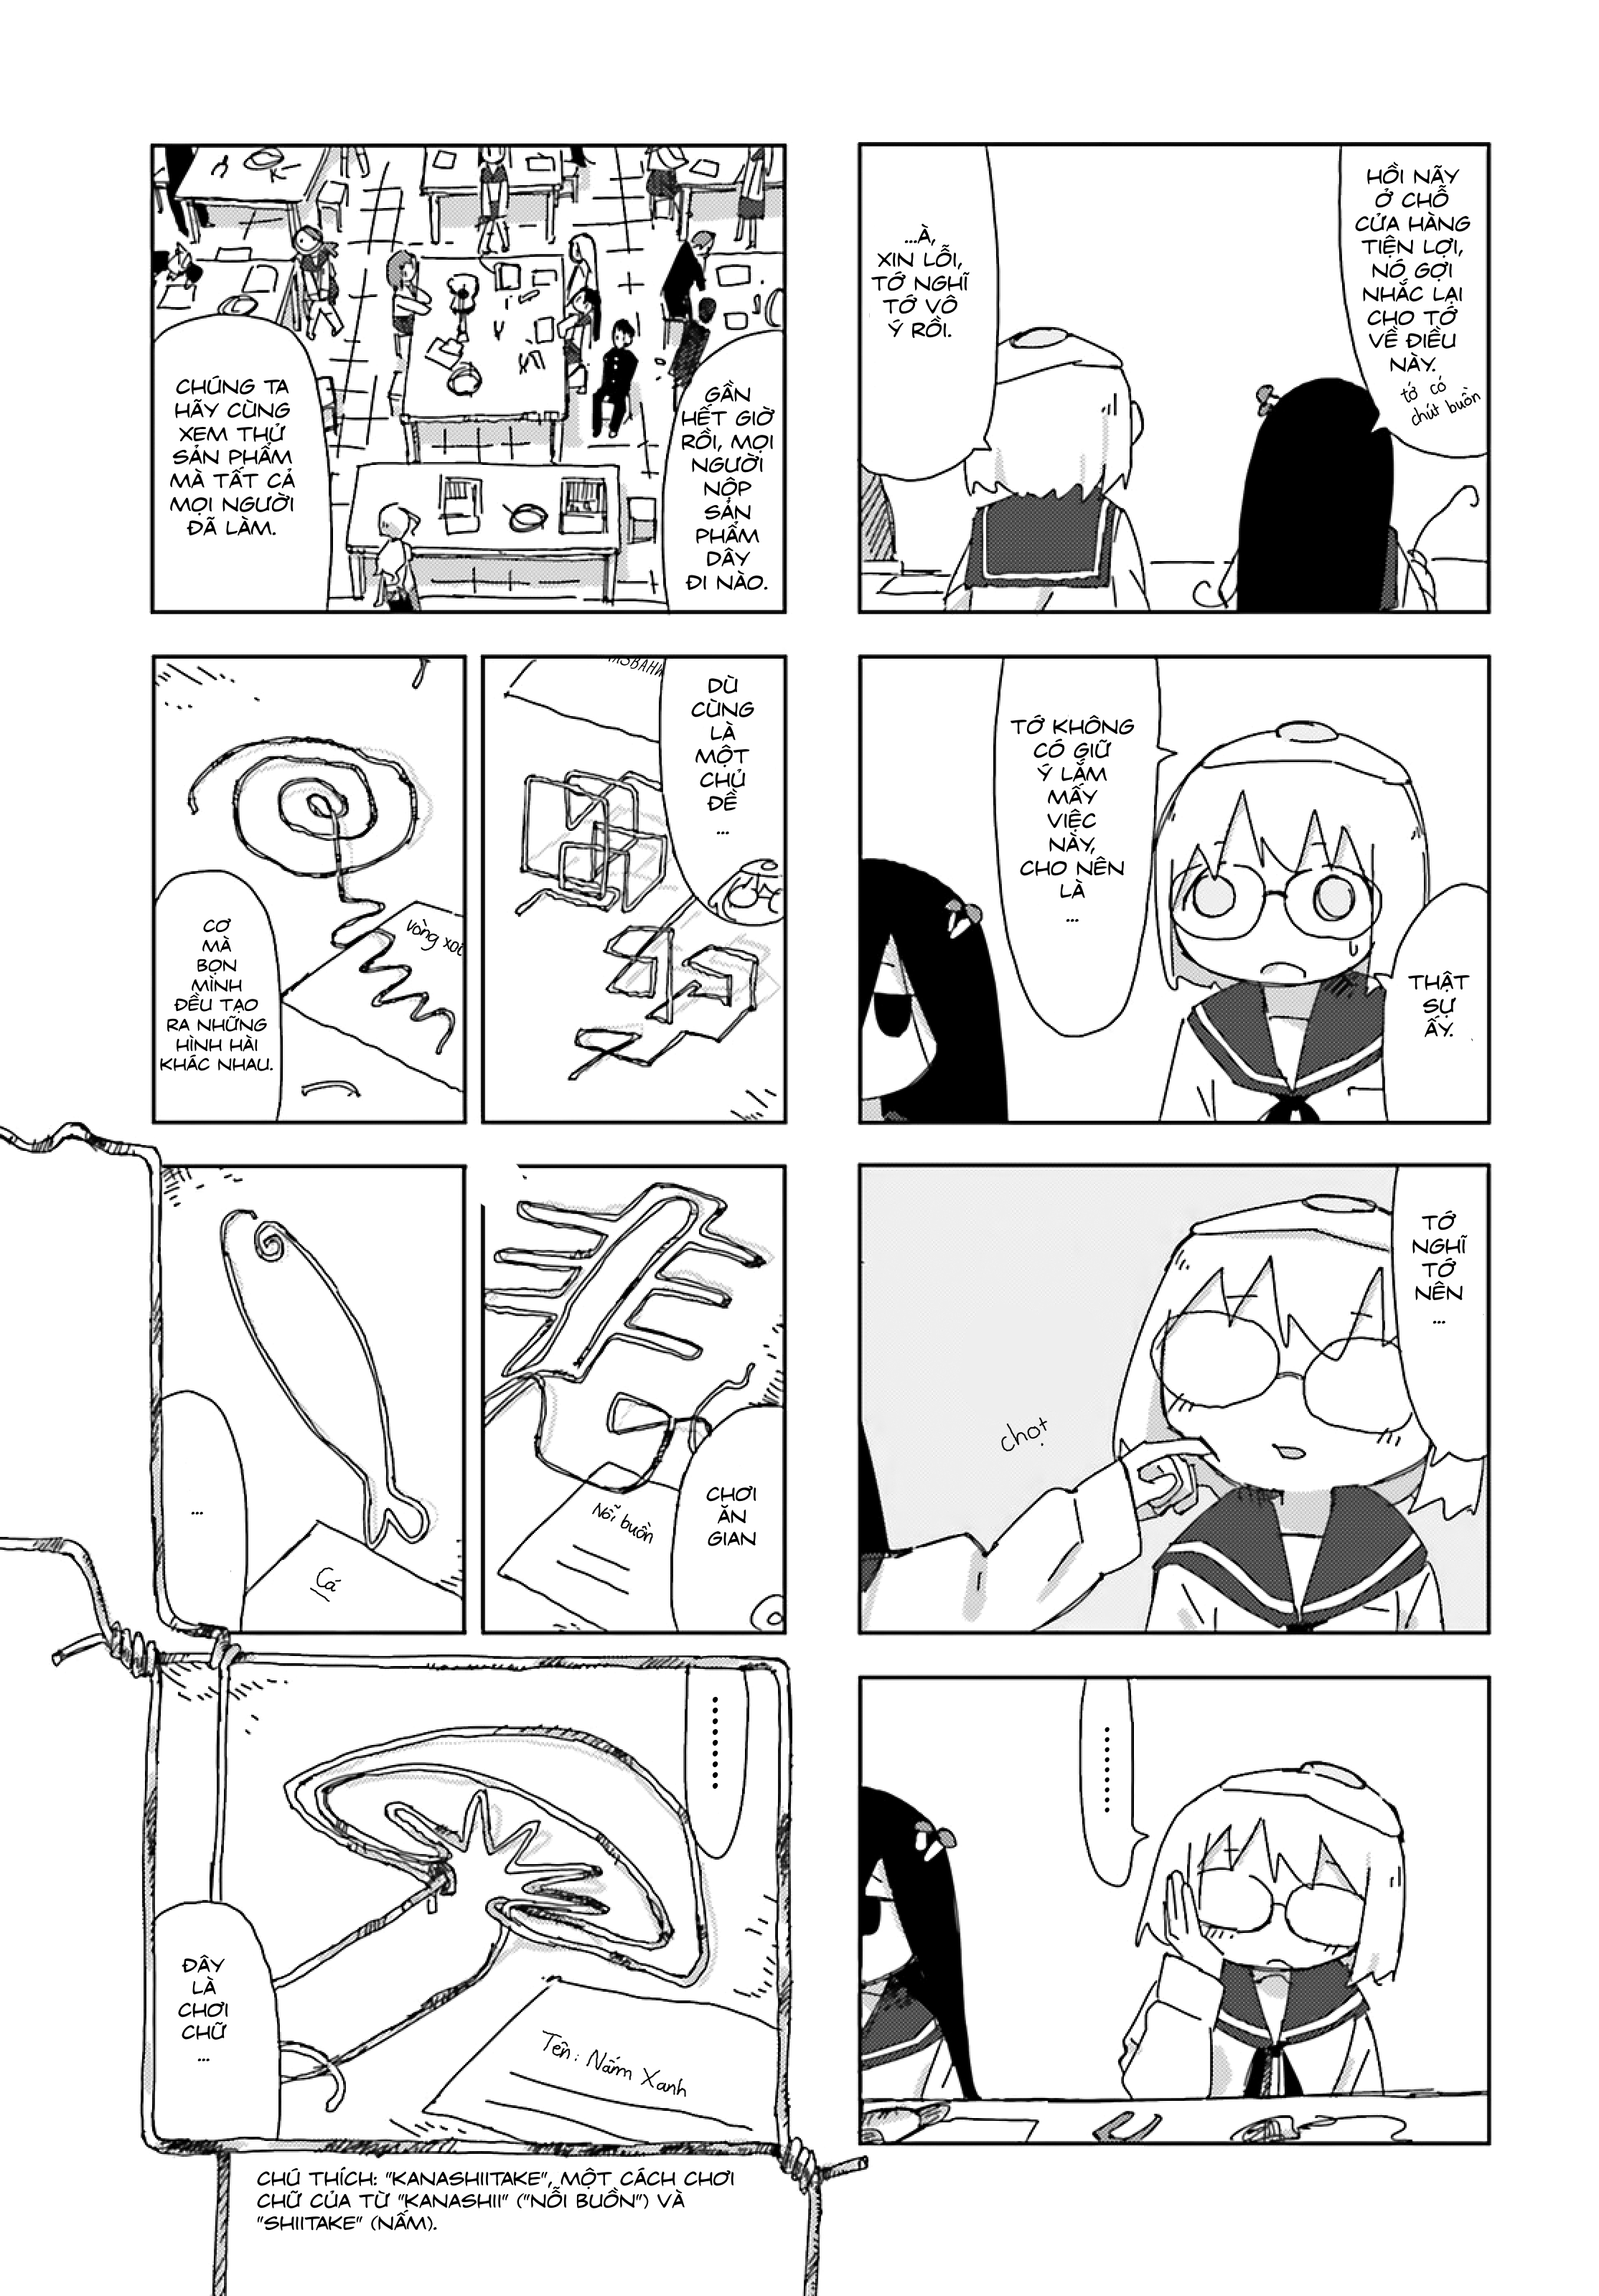 HỒI NÃY
Ở CHỖ
CỬA HÀNG
TIỆN LỢI,
NÓ GỢI
NHẮC LẠI
CHO TỚ
VỀ ĐIỀU
NÀY.
tớ có
chút buồn
...À,
XIN LỖI,
TỚ NGHĨ
TỚ VÔ
Ý RỒI.
THẬT
SỰ
ẤY.
TỚ KHÔNG
CÓ GIỮ
Ý LẮM
MẤY
VIỆC
NÀY,
CHO NÊN
LÀ
...
TỚ
NGHĨ
TỚ
NÊN
...
chọt
.........
GẦN
HẾT GIỜ
RỒI, MỌI
NGƯỜI
NỘP
SẢN
PHẨM
DÂY
ĐI NÀO.
CHÚNG TA
HÃY CÙNG
XEM THỬ
SẢN PHẨM
MÀ TẤT CẢ
MỌI NGƯỜI
ĐÃ LÀM.
DÙ
CÙNG
LÀ
MỘT
CHỦ
ĐỀ
...
vòng
CƠ
MÀ
BỌN
MÌNH
ĐỀU TẠO
RA NHỮNG
HÌNH HÀI
KHÁC NHAU.
Nỗi buồn
CHƠI
ĂN
GIAN
...
Cá
.........
Tên: Nấm Xanh
ĐÂY
LÀ
CHƠI
CHỮ
...
CHÚ THÍCH: "KANASHIITAKE", MỘT CÁCH CHƠI
CHỮ CỦA TỪ "KANASHII" ("NỖI BUỒN") VÀ
"SHIITAKE" (NẤM).